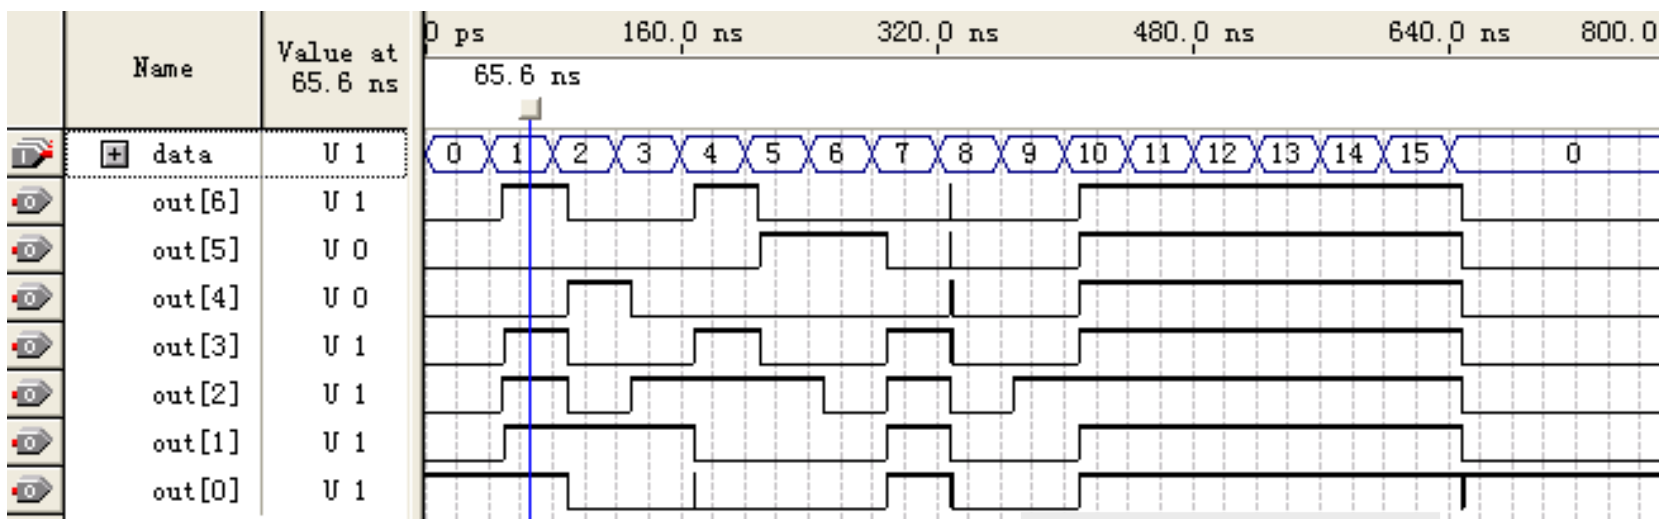 0 ps 160.0 ns 320.0 ns 480.0 ns 640.0 ns 800.0
Name Value at
65.6 ns
65.6 ns
data U 1 0 1 2 3 4 5 6 7 8 9 10 11 12 13 14 15 0
out[6] U 1
out[5] U 0
out[4] U 0
out[3] U 1
out[2] U 1
out[1] U 1
out[0] U 1